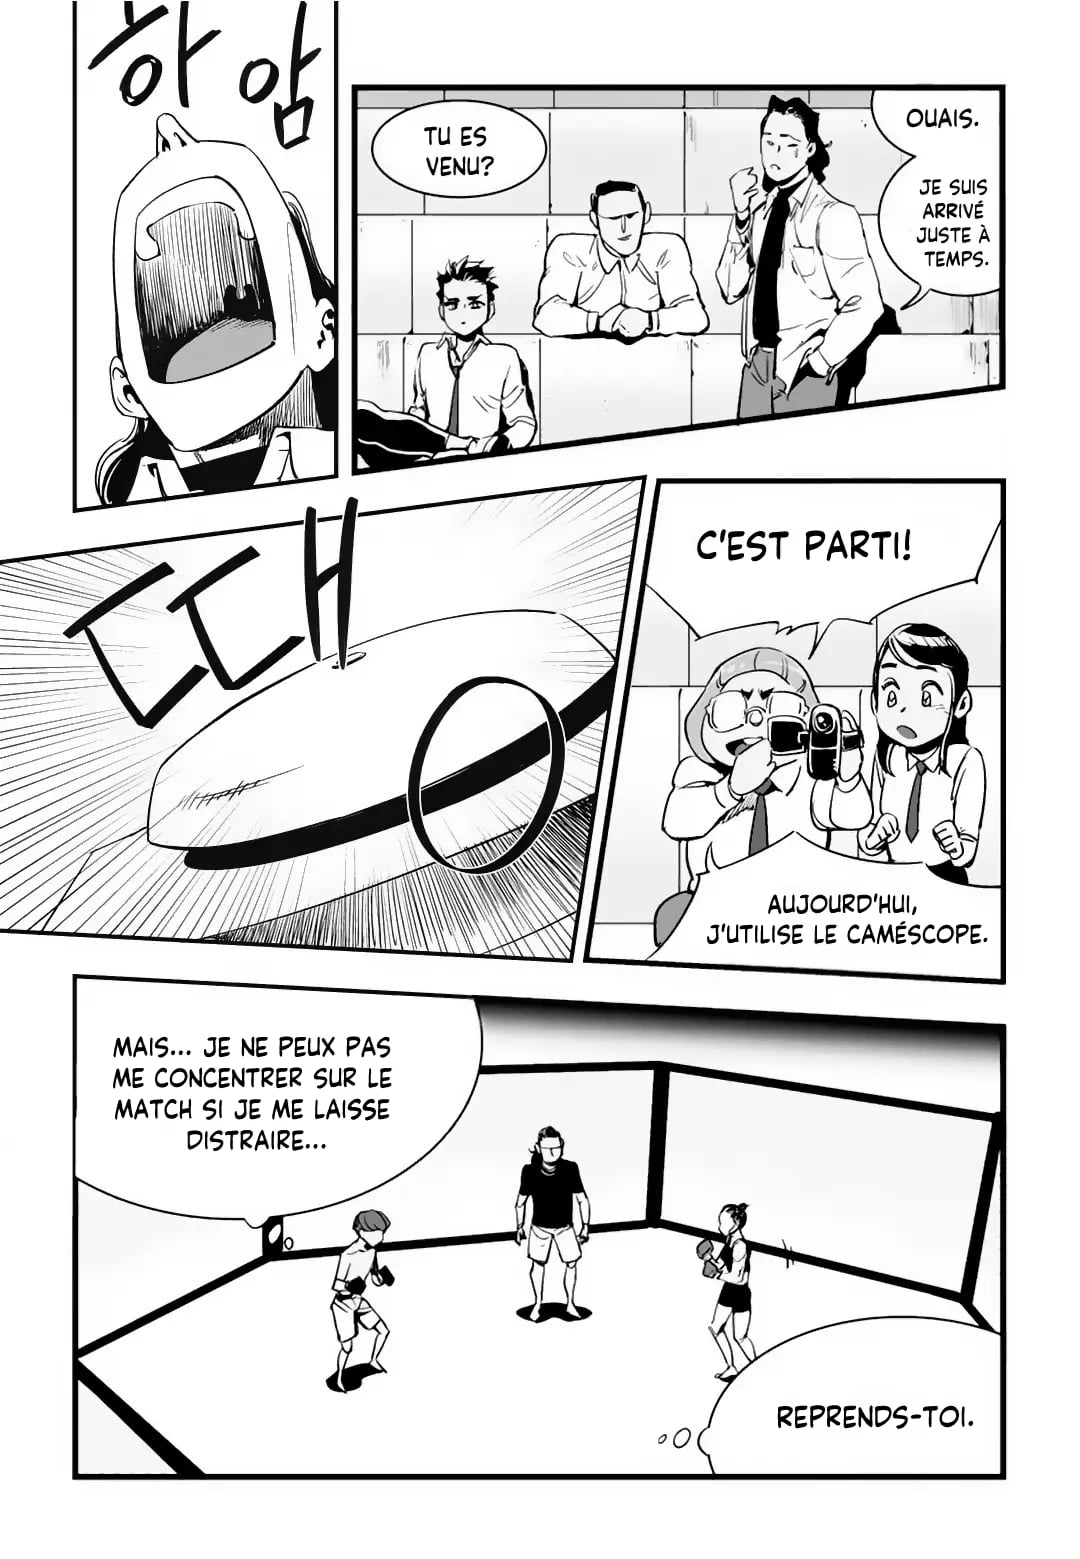 하암
TU ES
VENU?
OUAIS.
JE SUIS
ARRIVÉ
JUSTE À
TEMPS.
땡
C'EST PARTI!
AUJOURD'HUI,
J'UTILISE LE CAMÉSCOPE.
MAIS... JE NE PEUX PAS
ME CONCENTRER SUR LE
MATCH SI JE ME LAISSE
DISTRAIRE...
REPRENDS-TOI.